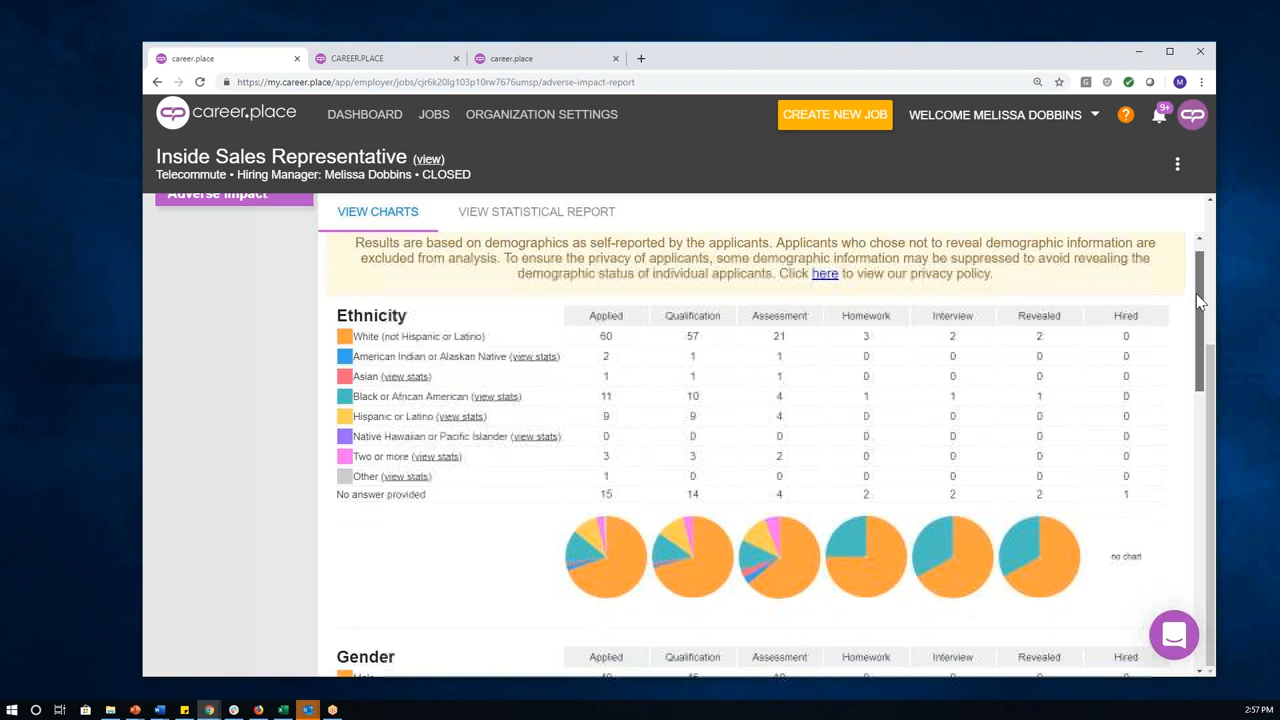 career.place
CAREER.PLACE
career.place
https://my.career.place/app/employer/jobs/cjr6k20lg103p10rw7676umsp/adverse-impact-report
career.place
DASHBOARD JOBS ORGANIZATION SETTINGS
CREATE NEW JOB
WELCOME MELISSA DOBBINS
9+
Inside Sales Representative (view)
Telecommute • Hiring Manager: Melissa Dobbins • CLOSED
Adverse Impact
VIEW CHARTS VIEW STATISTICAL REPORT
Results are based on demographics as self-reported by the applicants. Applicants who chose not to reveal demographic information are
excluded from analysis. To ensure the privacy of applicants, some demographic information may be suppressed to avoid revealing the
demographic status of individual applicants. Click here to view our privacy policy.
Ethnicity Applied Qualification Assessment Homework Interview Revealed Hired
White (not Hispanic or Latino) 60 57 21 3 2 2 0
American Indian or Alaskan Native (view stats) 2 1 1 0 0 0 0
Asian (view stats) 1 1 1 0 0 0 0
Black or African American (view stats) 11 10 4 1 1 1 0
Hispanic or Latino (view stats) 9 9 4 0 0 0 0
Native Hawaiian or Pacific Islander (view stats) 0 0 0 0 0 0 0
Two or more (view stats) 3 3 2 0 0 0 0
Other (view stats) 1 0 0 0 0 0 0
No answer provided 15 14 4 2 2 2 1
no chart
Gender Applied Qualification Assessment Homework Interview Revealed Hired
2:57 PM